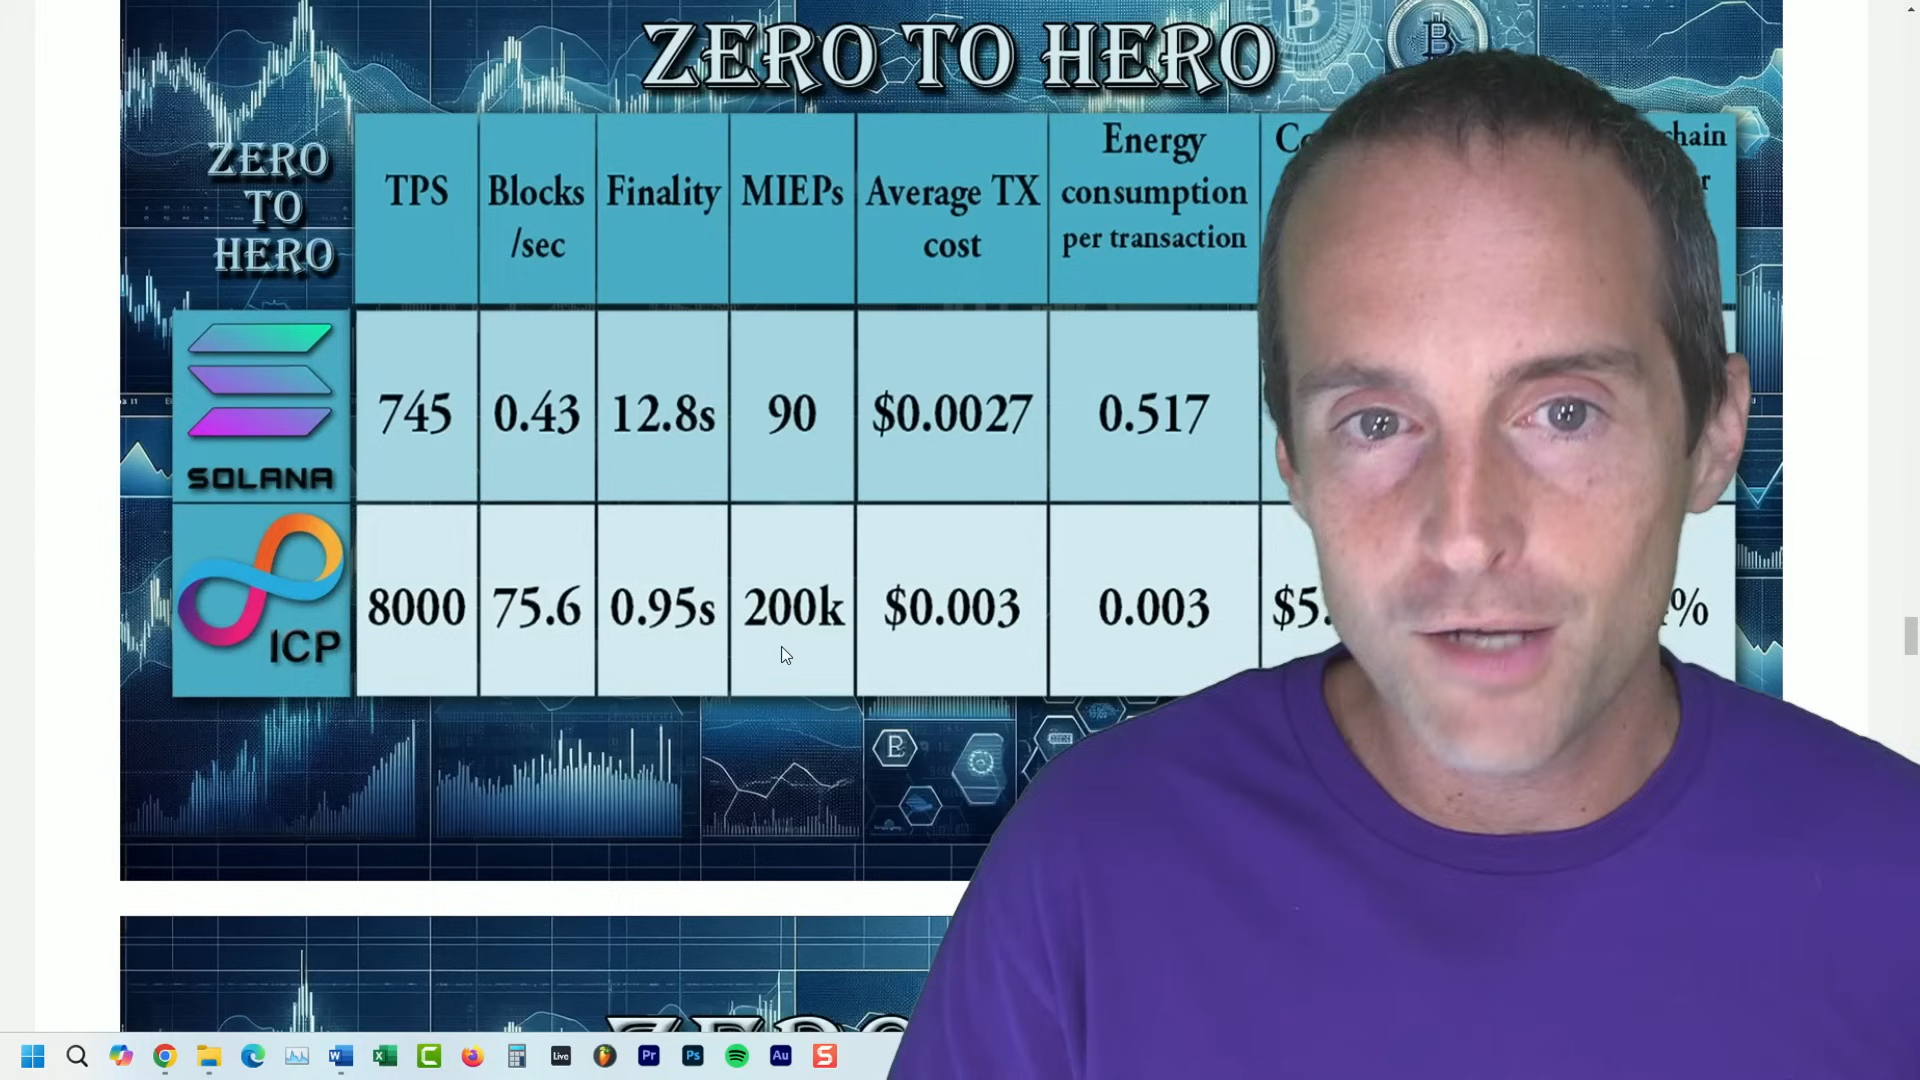 ZERO TO HERO
ZERO
TO
HERO
TPS
Blocks
/sec
Finality
MIEPs
Average TX
cost
Energy
consumption
per transaction
SOLANA
745
0.43
12.8s
90
$0.0027
0.517
ICP
8000
75.6
0.95s
200k
$0.003
0.003
$5.
%
ZERO